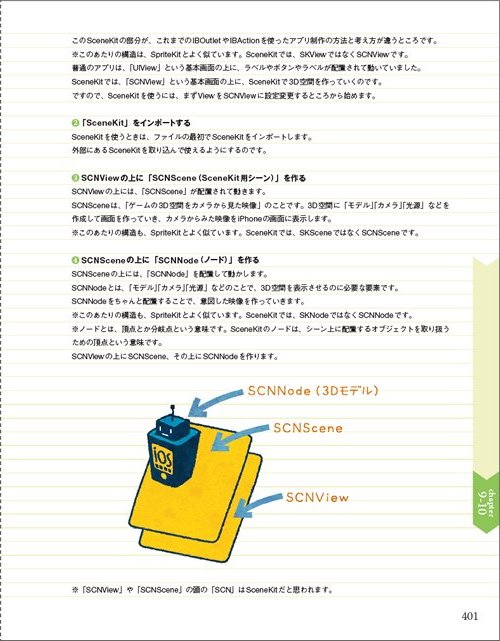 このSceneKitの部分が、これまでのIBOutletやIBActionを使ったアプリ制作の方法と考え方が違うところです。
※このあたりの構造は、SpriteKitとよく似ています。SceneKitでは、SKViewではなくSCNViewです。
普通のアプリは、「UIView」という基本画面の上に、ラベルやボタンやラベルが配置されて動いていました。
SceneKitでは、「SCNView」という基本画面の上に、SceneKitで3D空間を作っていくのです。
ですので、SceneKitを使うには、まずViewをSCNViewに設定変更するところから始めます。
❷「SceneKit」をインポートする
SceneKitを使うときは、ファイルの最初でSceneKitをインポートします。
外部にあるSceneKitを取り込んで使えるようにするのです。
❸SCNViewの上に「SCNScene（SceneKit用シーン）」を作る
SCNViewの上には、「SCNScene」が配置されて動きます。
SCNSceneは、「ゲームの3D空間をカメラから見た映像」のことです。3D空間に「モデル」「カメラ」「光源」などを
作成して画面を作っていき、カメラからみた映像をiPhoneの画面に表示します。
※このあたりの構造も、SpriteKitとよく似ています。SceneKitでは、SKSceneではなくSCNSceneです。
❹SCNSceneの上に「SCNNode（ノード）」を作る
SCNSceneの上には、「SCNNode」を配置して動かします。
SCNNodeとは、「モデル」「カメラ」「光源」などのことで、3D空間を表示させるのに必要な要素です。
SCNNodeをちゃんと配置することで、意図した映像を作っていきます。
※このあたりの構造も、SpriteKitとよく似ています。SceneKitでは、SKNodeではなくSCNNodeです。
※ノードとは、頂点とか分岐点という意味です。SceneKitのノードは、シーン上に配置するオブジェクトを取り扱う
ための頂点という意味です。
SCNViewの上にSCNScene、その上にSCNNodeを作ります。
SCNNode（3Dモデル）
SCNScene
iOS
SCNView
chapter
9-10
※「SCNView」や「SCNScene」の頭の「SCN」はSceneKitだと思われます。
401